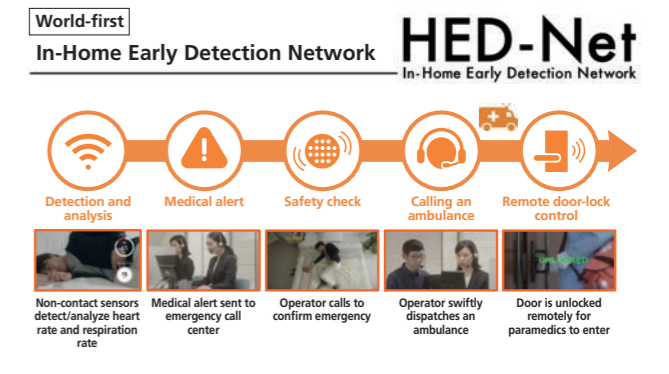 World-first
In-Home Early Detection Network
HED-Net
In-Home Early Detection Network
Detection and
analysis
Medical alert
Safety check
Calling an
ambulance
Remote door-lock
control
UNLOCKED
Non-contact sensors
detect/analyze heart
rate and respiration
rate
Medical alert sent to
emergency call
center
Operator calls to
confirm emergency
Operator swiftly
dispatches an
ambulance
Door is unlocked
remotely for
paramedics to enter